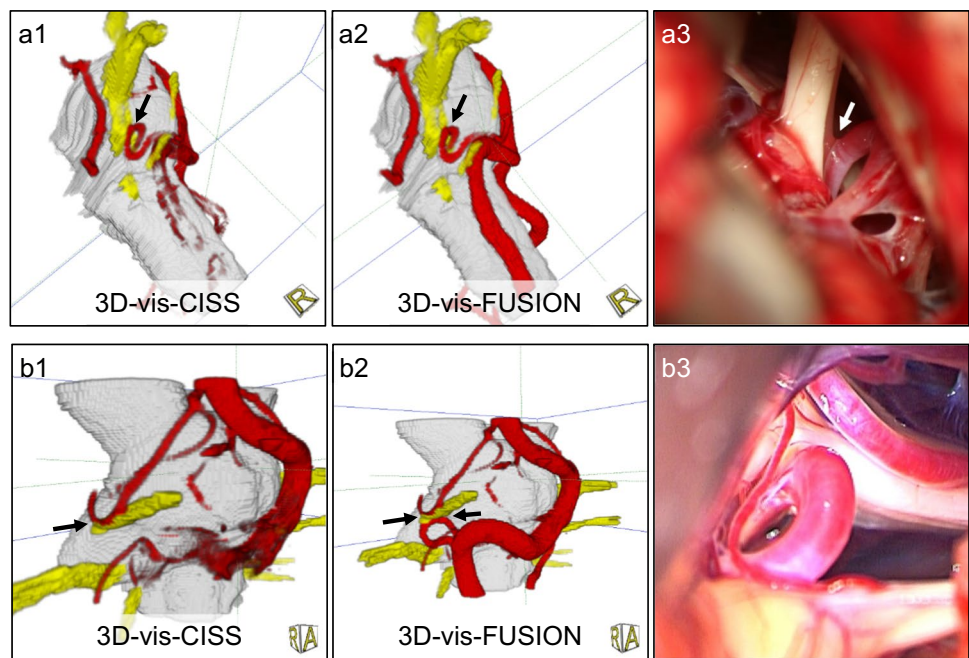 a1
a2
a3
3D-vis-CISS
R
3D-vis-FUSION
R
b1
b2
b3
3D-vis-CISS
R A
3D-vis-FUSION
R A